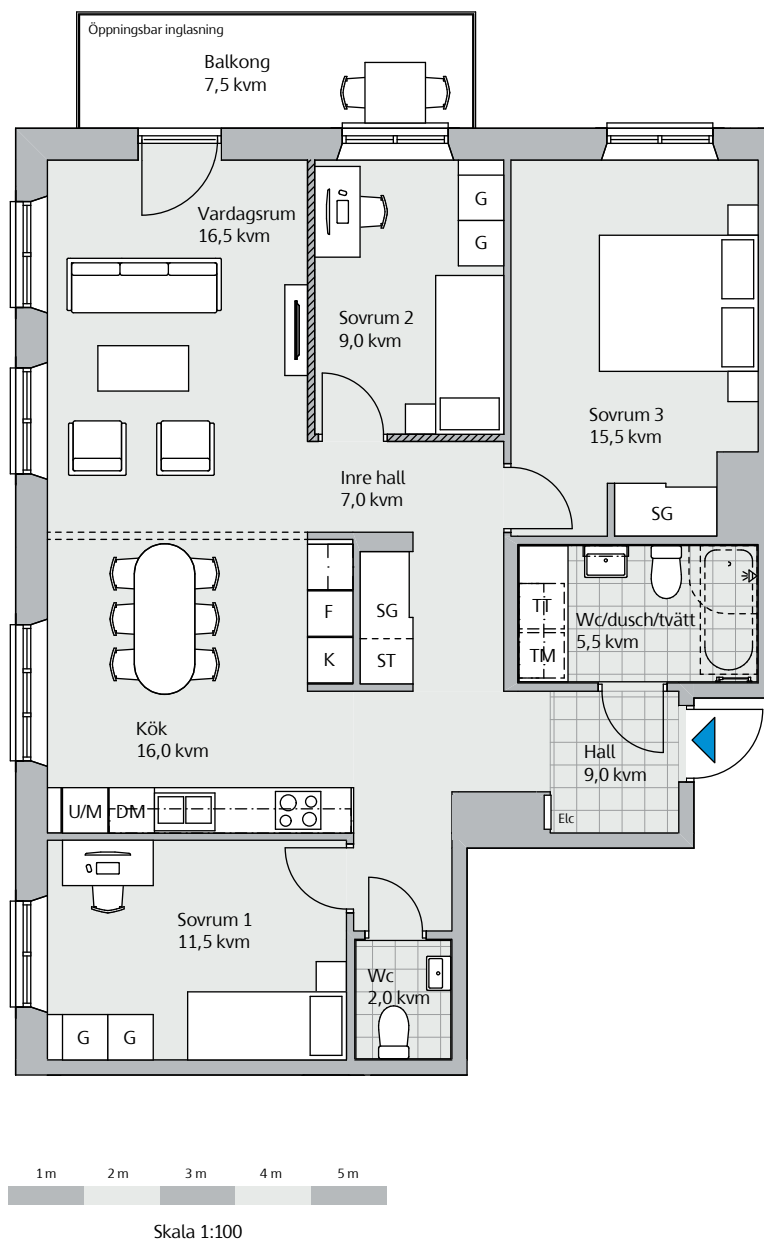 Öppningsbar inglasning
Balkong
7,5 kvm
Vardagsrum
16,5 kvm
G
G
Sovrum 2
9,0 kvm
Sovrum 3
15,5 kvm
Inre hall
7,0 kvm
SG
F
K
SG
ST
TT
TM
Wc/dusch/tvätt
5,5 kvm
Kök
16,0 kvm
Hall
9,0 kvm
U/M
DM
Elc
Sovrum 1
11,5 kvm
Wc
2,0 kvm
G
G
1 m
2 m
3 m
4 m
5 m
Skala 1:100